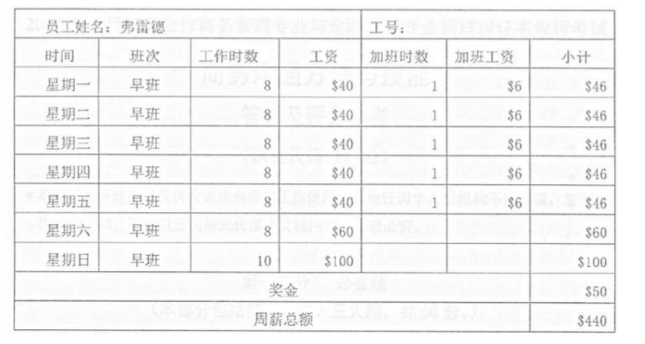 员工姓名：弗雷德 工号：
时间 班次 工作时数 工资 加班时数 加班工资 小计
星期一 早班 8 $40 1 $6 $46
星期二 早班 8 $40 1 $6 $46
星期三 早班 8 $40 1 $6 $46
星期四 早班 8 $40 1 $6 $46
星期五 早班 8 $40 1 $6 $46
星期六 早班 8 $60 $60
星期日 早班 10 $100 $100
奖金 $50
周薪总额 $440